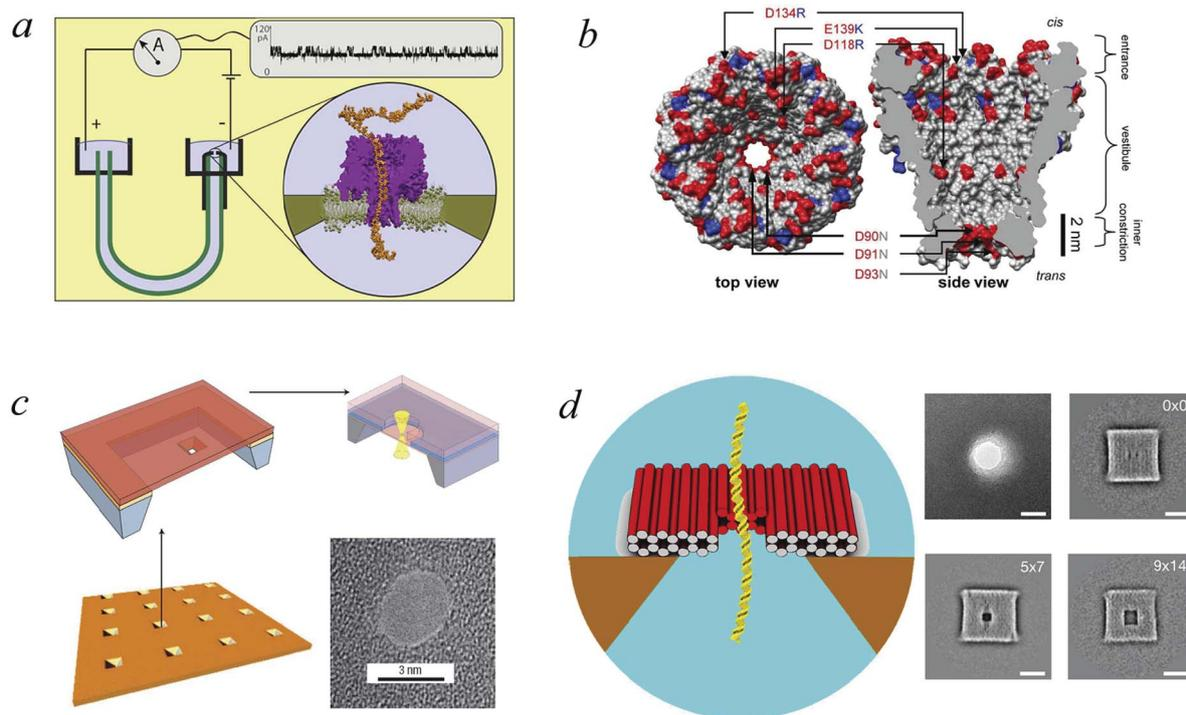 a
120
pA
0
A
+
-
b
D134R
E139K
D118R
cis
entrance
vestibule
inner
constriction
2 nm
D90N
D91N
D93N
trans
top view
side view
c
3 nm
d
0x0
5x7
9x14